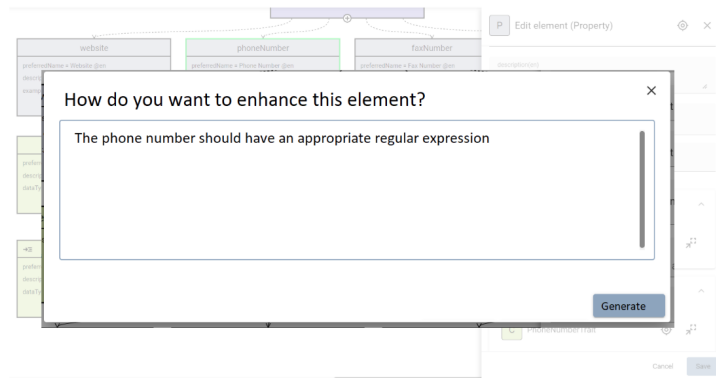 P Edit element (Property)
website
phoneNumber
faxNumber
preferredName = Website @en
preferredName = Phone Number @en
preferredName = Fax Number @en
description(en)
How do you want to enhance this element?
The phone number should have an appropriate regular expression
Generate
C PhoneNumberTrait
Cancel Save